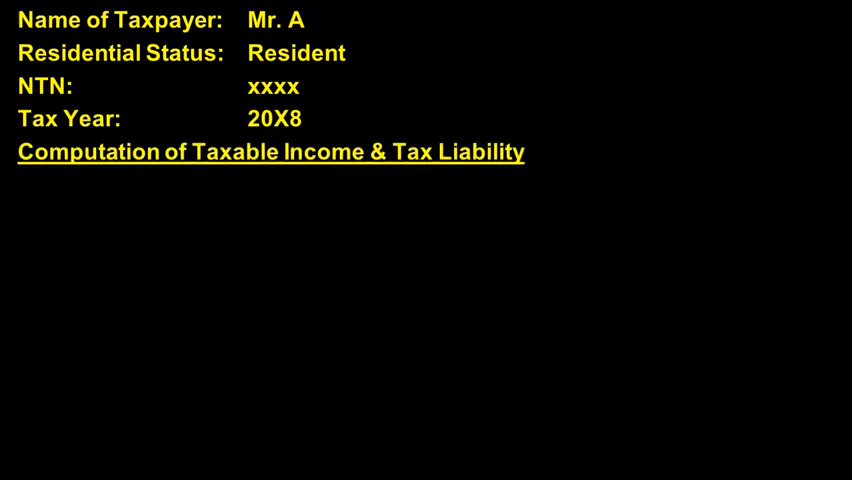 Name of Taxpayer: Mr. A
Residential Status: Resident
NTN: xxxx
Tax Year: 20X8
Computation of Taxable Income & Tax Liability